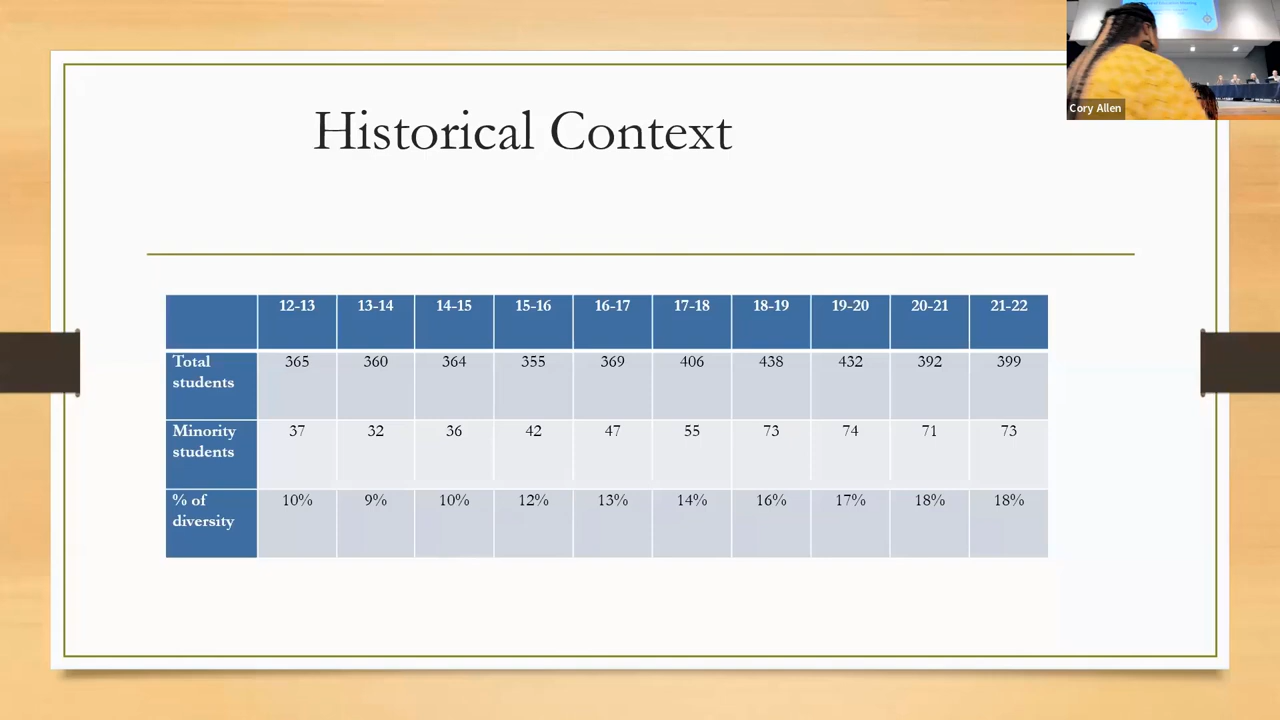 Cory Allen
Historical Context
12-13 13-14 14-15 15-16 16-17 17-18 18-19 19-20 20-21 21-22
Total students 365 360 364 355 369 406 438 432 392 399
Minority students 37 32 36 42 47 55 73 74 71 73
% of diversity 10% 9% 10% 12% 13% 14% 16% 17% 18% 18%